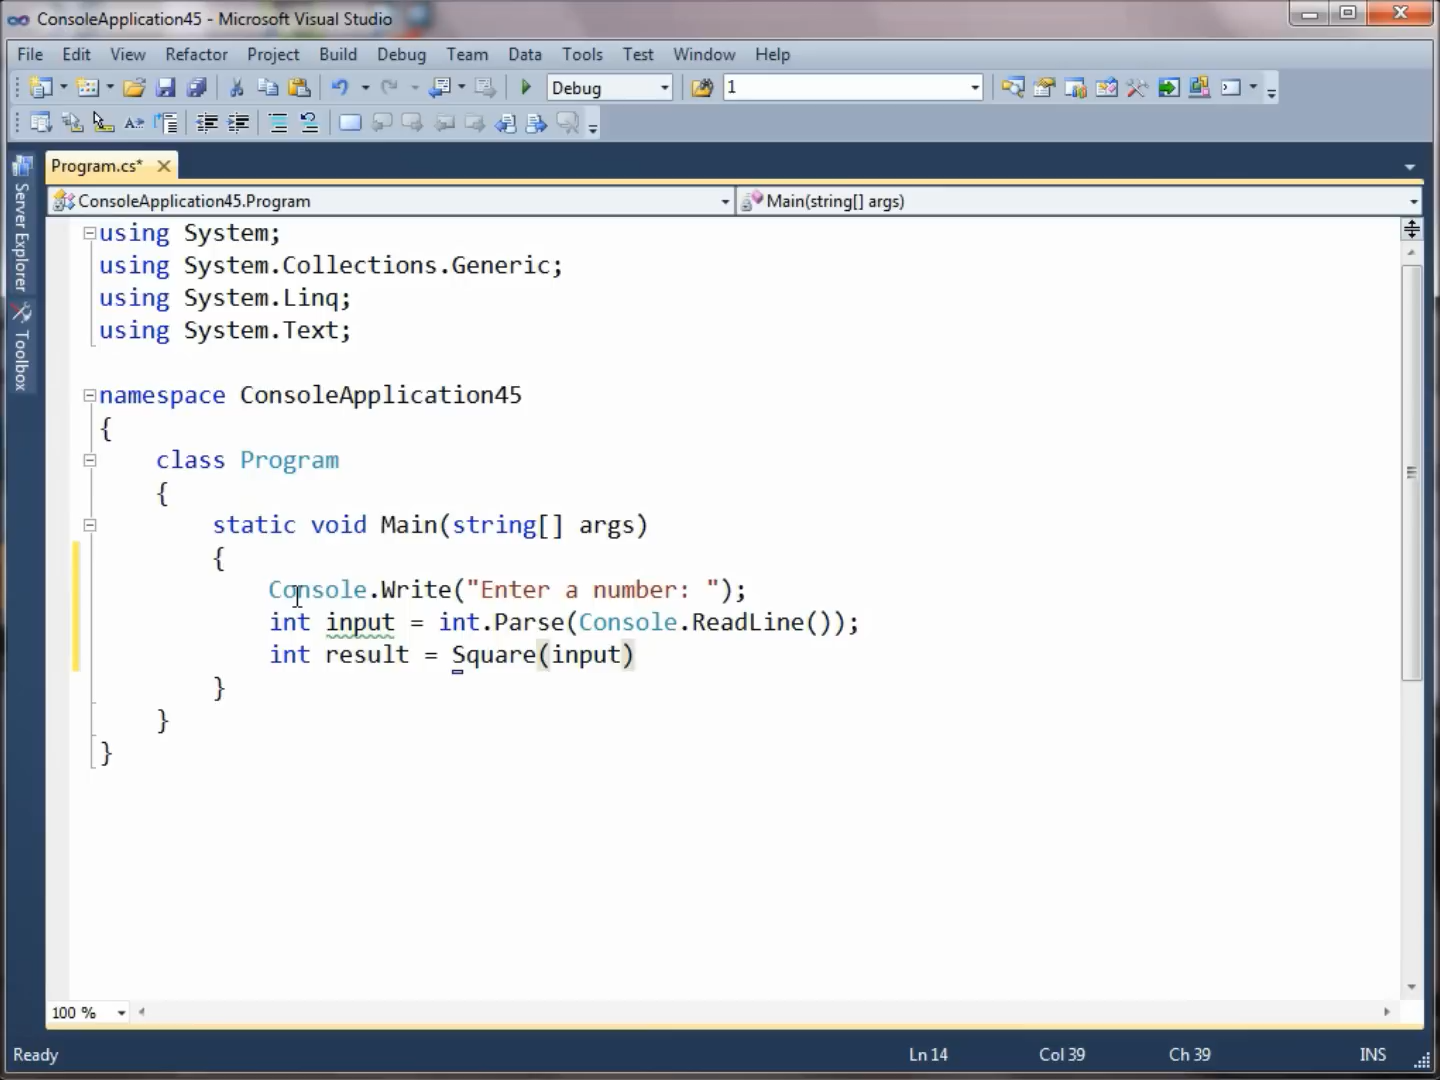 ConsoleApplication45 - Microsoft Visual Studio
File Edit View Refactor Project Build Debug Team Data Tools Test Window Help
Debug 1
Program.cs*
Server Explorer
Toolbox
ConsoleApplication45.Program Main(string[] args)
using System;
using System.Collections.Generic;
using System.Linq;
using System.Text;
namespace ConsoleApplication45
{
class Program
{
static void Main(string[] args)
{
Console.Write("Enter a number: ");
int input = int.Parse(Console.ReadLine());
int result = Square(input)
}
}
}
100 %
Ready Ln 14 Col 39 Ch 39 INS